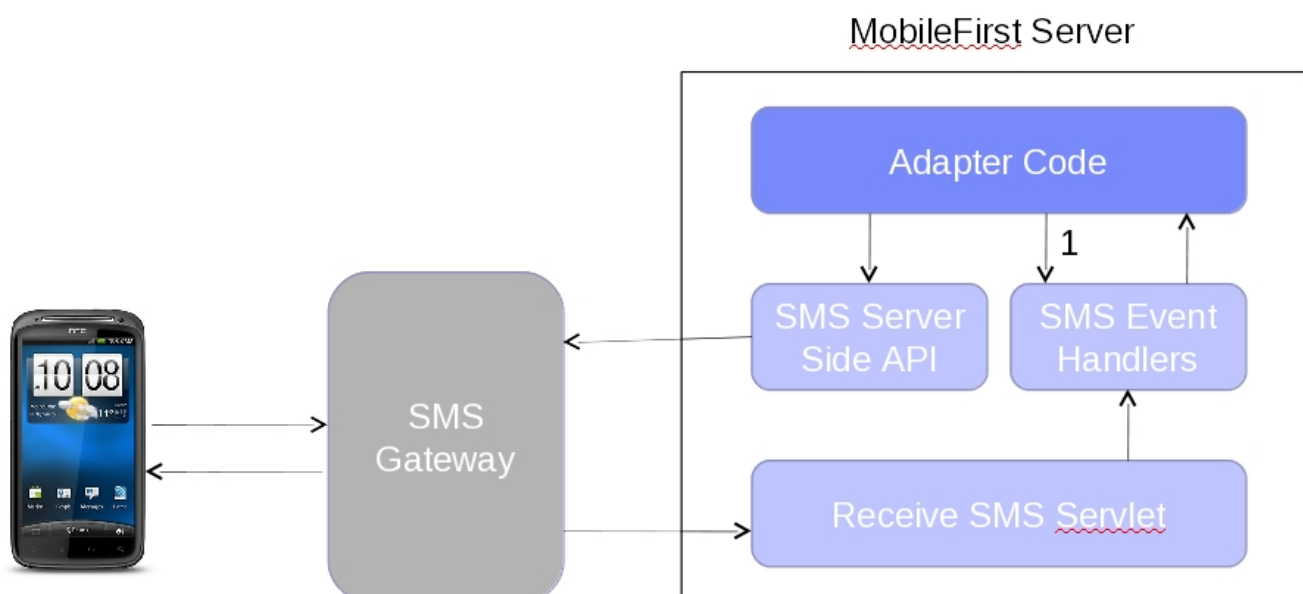 MobileFirst Server
Adapter Code
1
SMS Server
Side API
SMS Event
Handlers
SMS
Gateway
Receive SMS Servlet
hTC
10 08